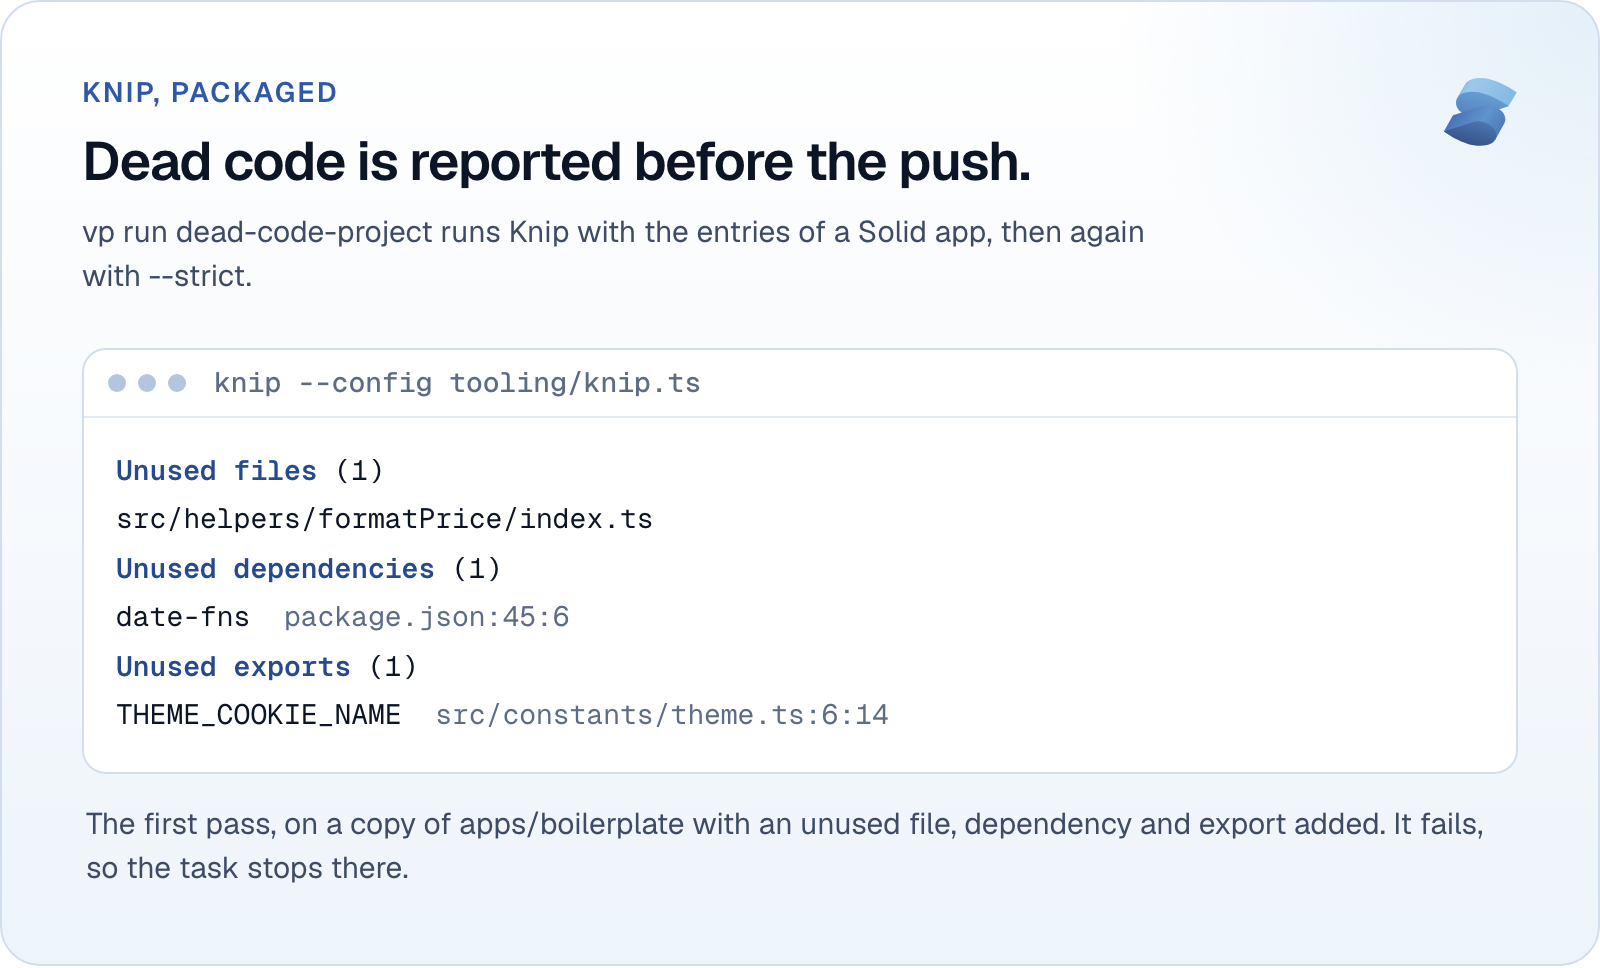 KNIP, PACKAGED
Dead code is reported before the push.
vp run dead-code-project runs Knip with the entries of a Solid app, then again
with --strict.
knip --config tooling/knip.ts
Unused files (1)
src/helpers/formatPrice/index.ts
Unused dependencies (1)
date-fns  package.json:45:6
Unused exports (1)
THEME_COOKIE_NAME  src/constants/theme.ts:6:14
The first pass, on a copy of apps/boilerplate with an unused file, dependency and export added. It fails,
so the task stops there.